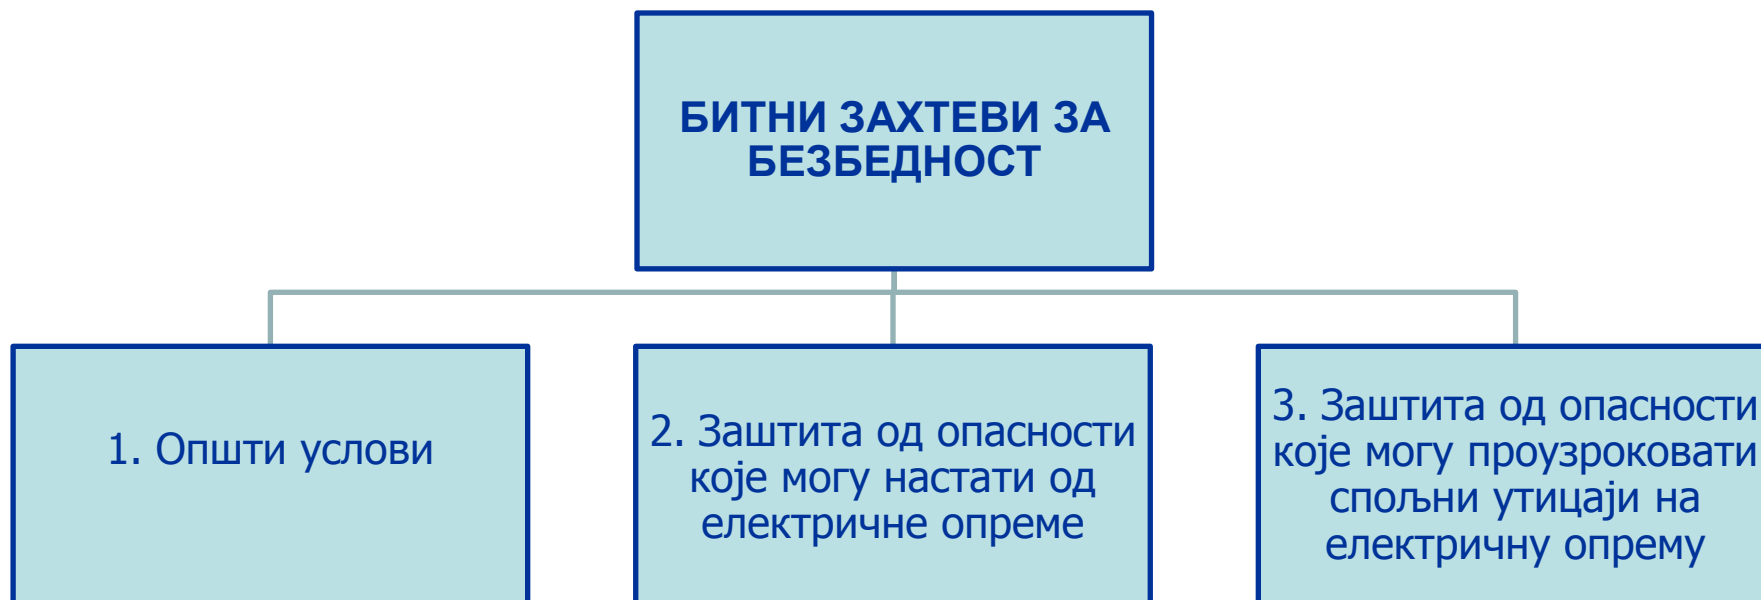 БИТНИ ЗАХТЕВИ ЗА
БЕЗБЕДНОСТ
1. Општи услови
2. Заштита од опасности
које могу настати од
електричне опреме
3. Заштита од опасности
које могу проузроковати
спољни утицаји на
електричну опрему